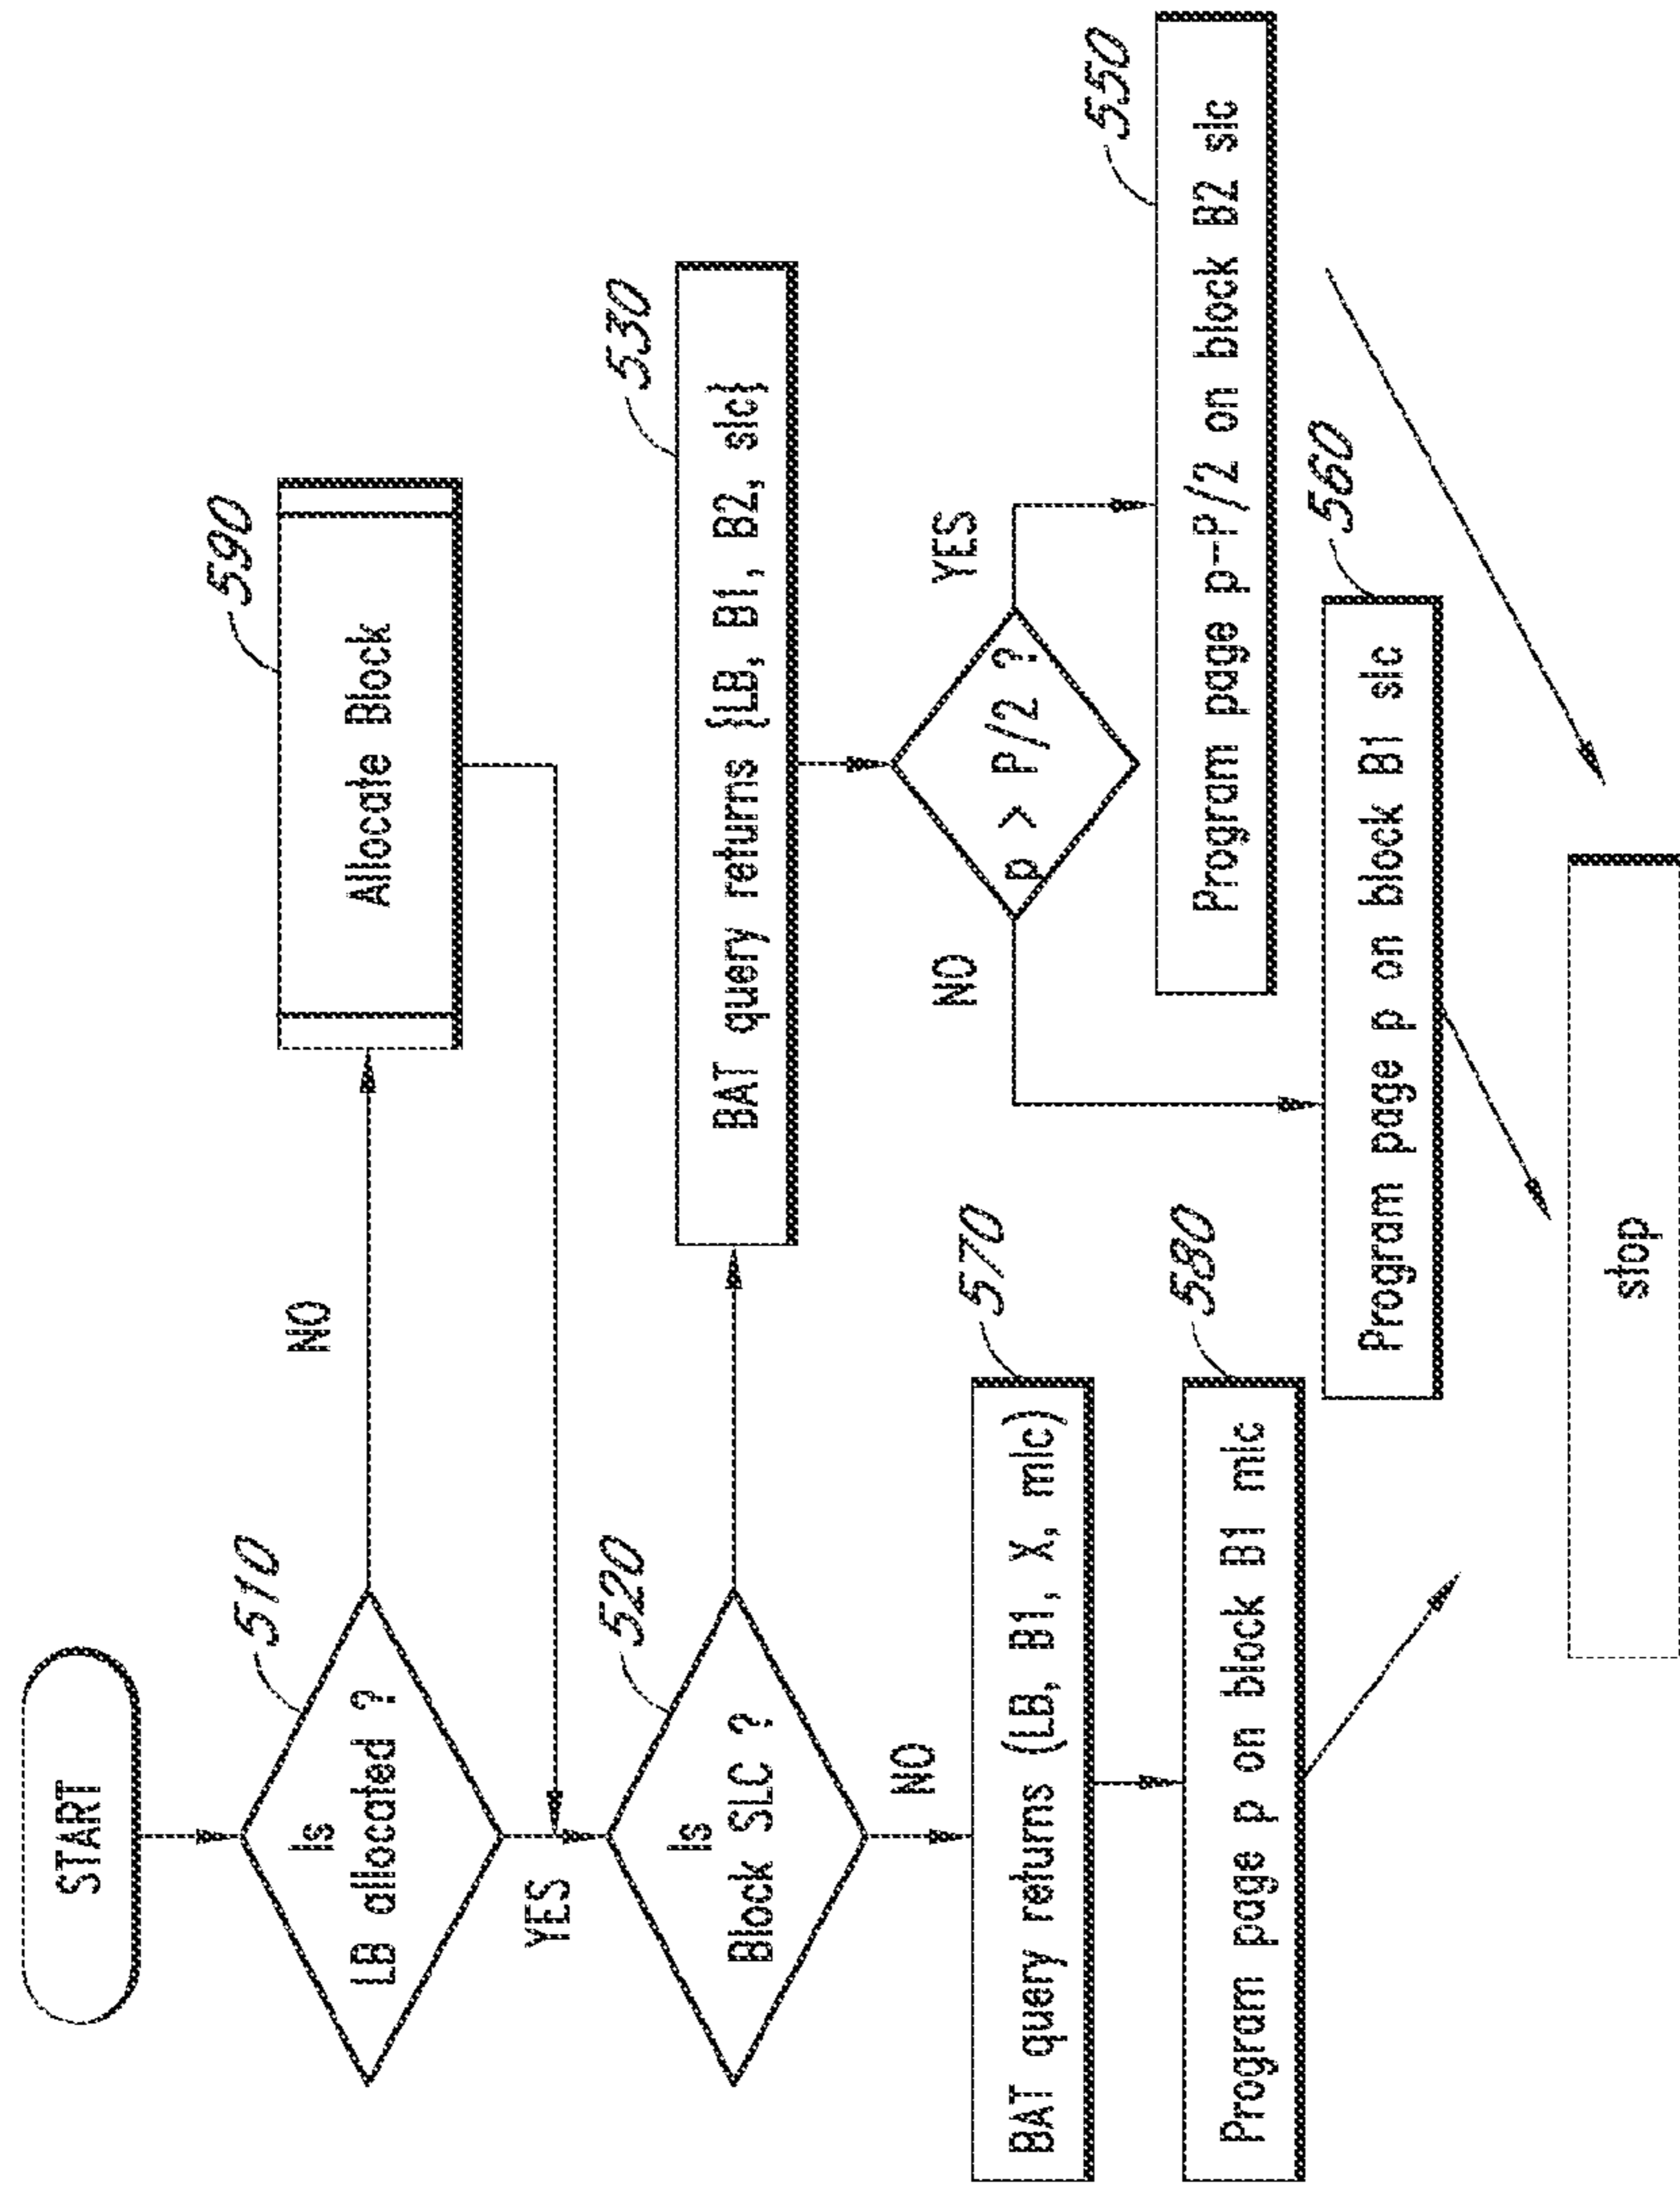 START
510
Is
LB allocated ?
NO
590
Allocate Block
YES
520
Is
Block SLC ?
530
BAT query returns {LB, B1, B2, slc}
NO
570
BAT query returns (LB, B1, X, mlc)
p > P/2 ?
NO
YES
580
Program page p on block B1 mlc
550
Program page p-P/2 on block B2 slc
560
Program page p on block B1 slc
stop